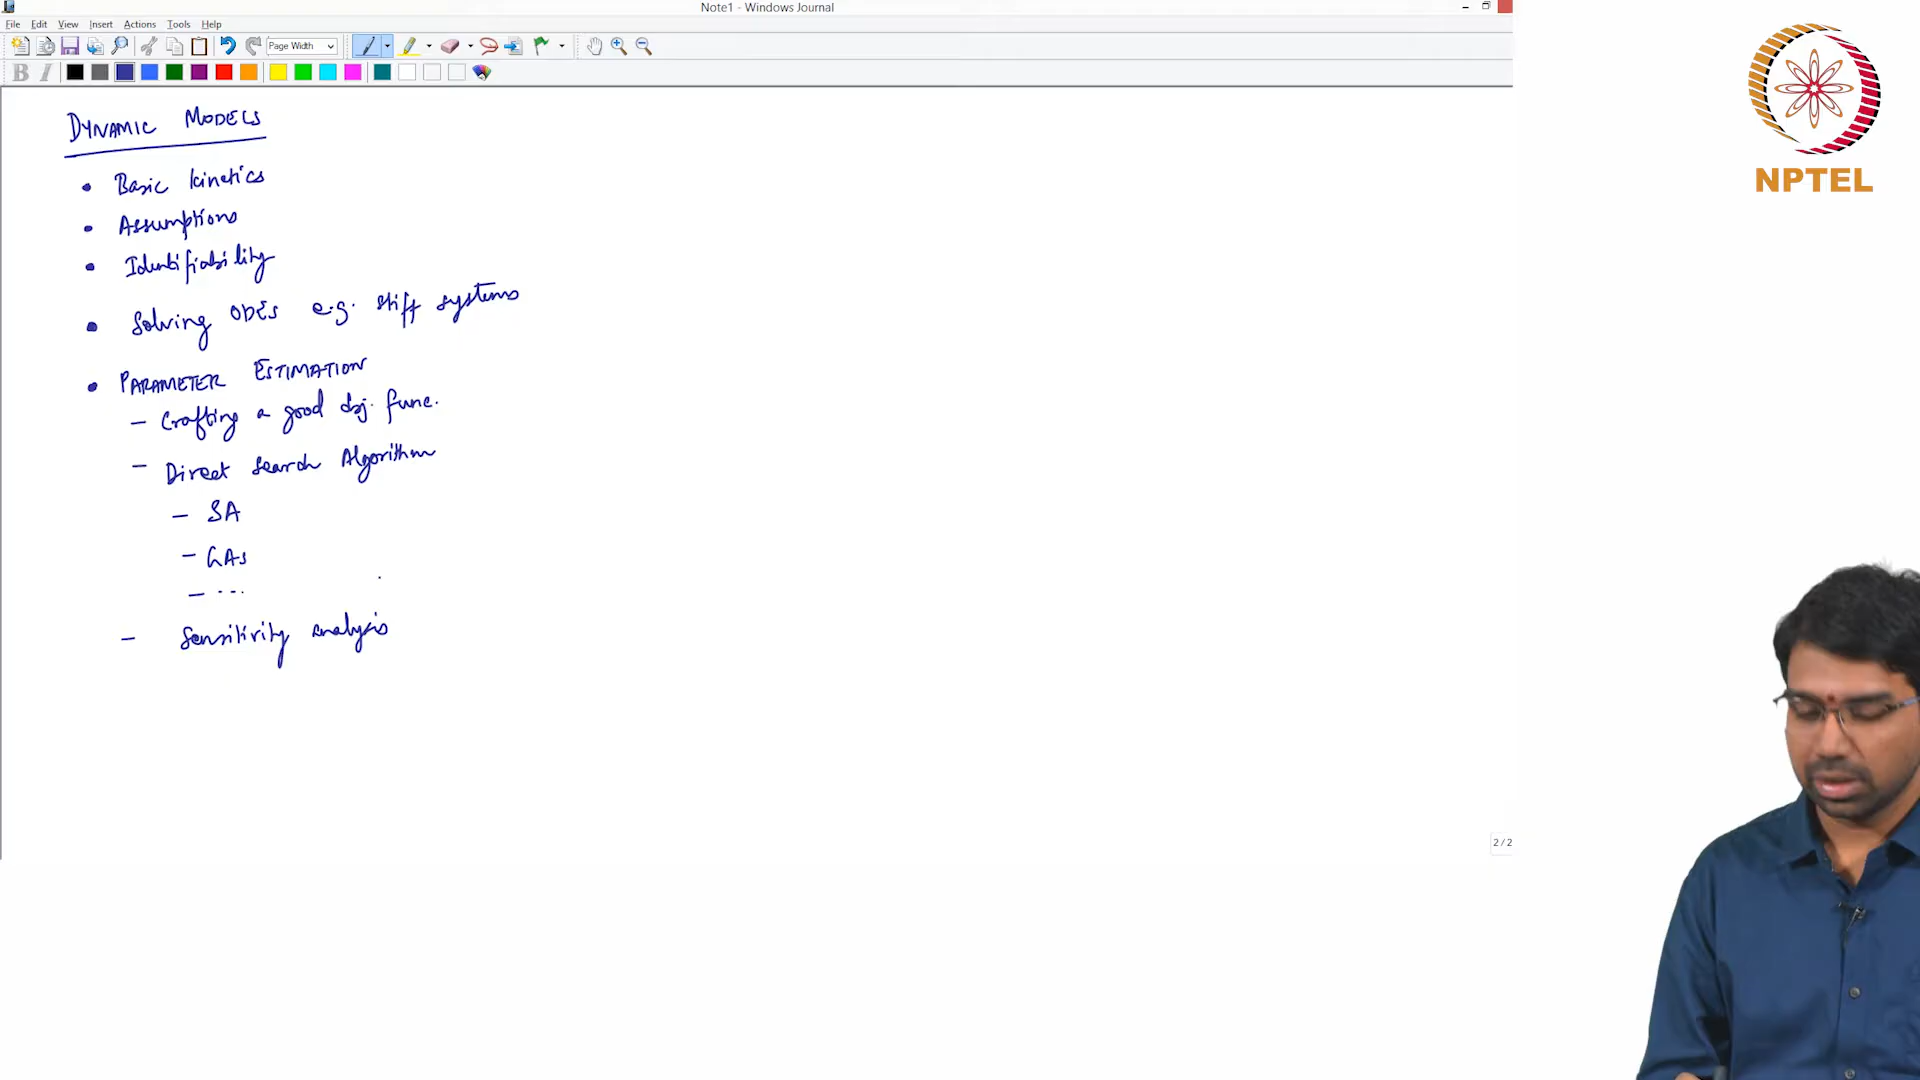 Note1 - Windows Journal
File Edit View Insert Actions Tools Help
Page Width
B I
NPTEL
DYNAMIC MODELS
• Basic kinetics
• Assumptions
• Identifiability
• Solving ODEs e.g. stiff systems
• PARAMETER ESTIMATION
- Crafting a good obj. func.
- Direct Search Algorithm
- SA
- GAs
- ...
- Sensitivity analysis
2 / 2